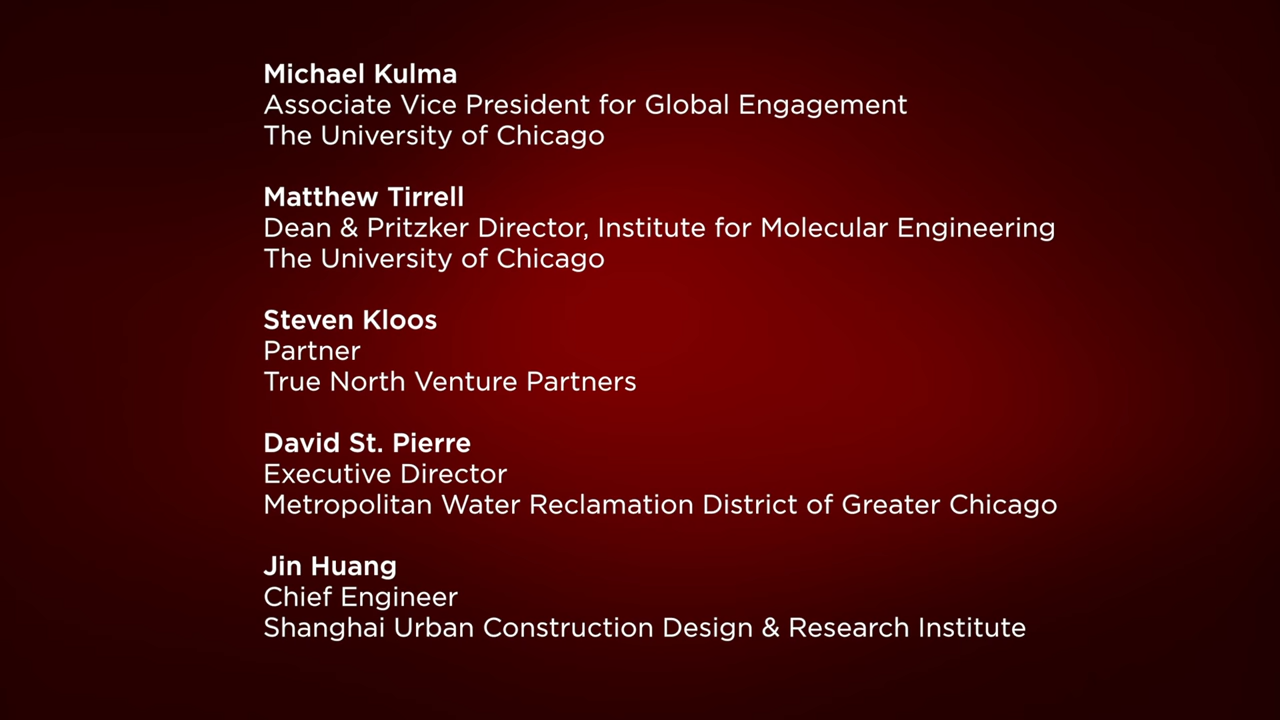 Michael Kulma
Associate Vice President for Global Engagement
The University of Chicago
Matthew Tirrell
Dean & Pritzker Director, Institute for Molecular Engineering
The University of Chicago
Steven Kloos
Partner
True North Venture Partners
David St. Pierre
Executive Director
Metropolitan Water Reclamation District of Greater Chicago
Jin Huang
Chief Engineer
Shanghai Urban Construction Design & Research Institute